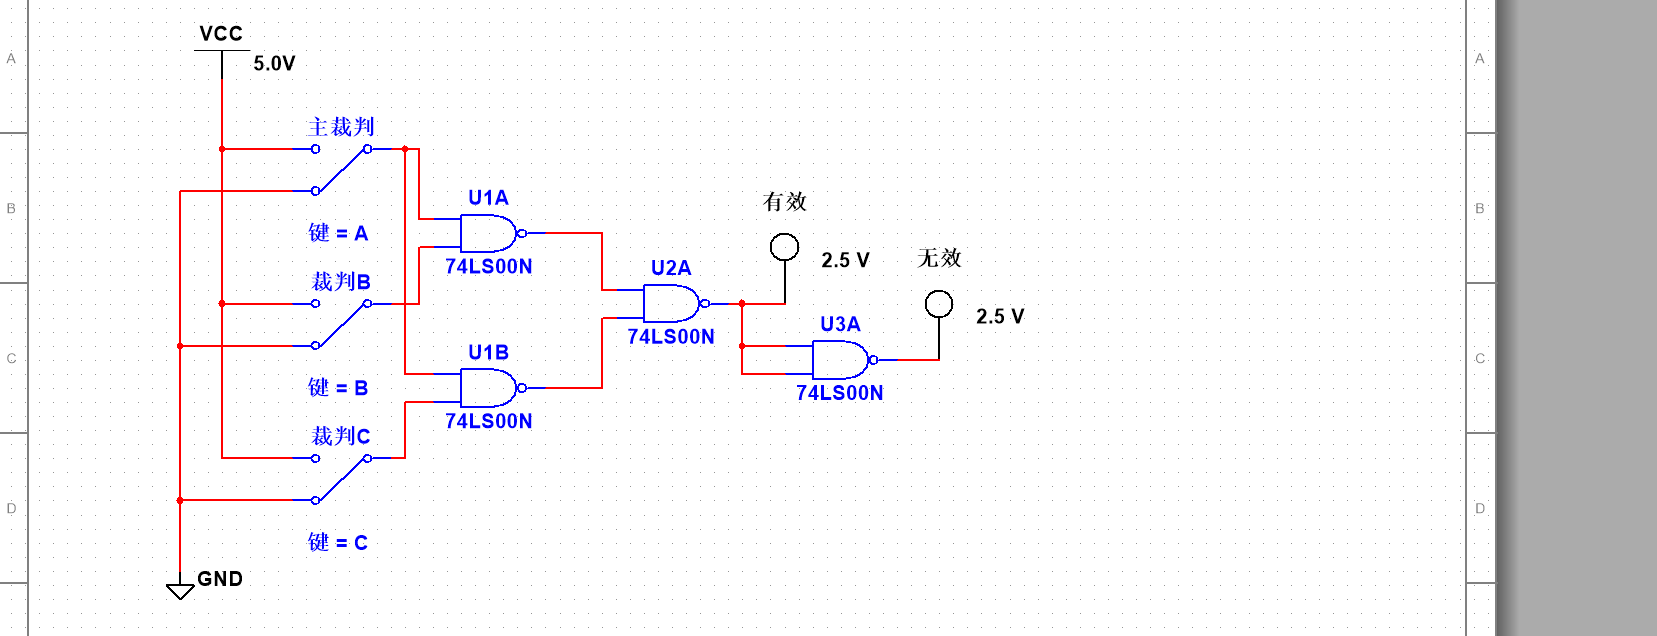 VCC
5.0V
A
A
主裁判
键 = A
U1A
74LS00N
B
B
有效
2.5 V
无效
2.5 V
裁判B
键 = B
U2A
74LS00N
U3A
74LS00N
U1B
74LS00N
C
C
裁判C
键 = C
D
D
GND